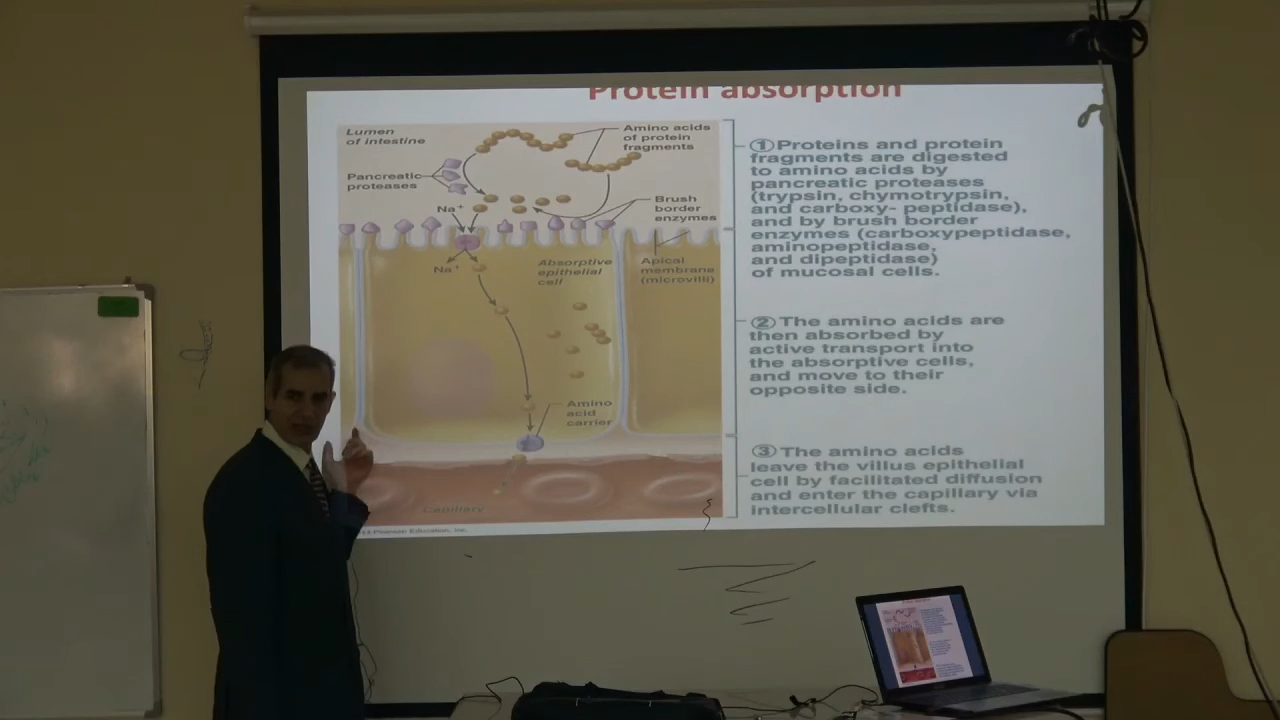 Protein absorption
Lumen
of intestine
Amino acids
of protein
fragments
Pancreatic
proteases
Na+
Brush
border
enzymes
Na+
Absorptive
epithelial
cell
Apical
membrane
(microvilli)
Amino
acid
carrier
Capillary
Pearson Education, Inc.
① Proteins and protein
fragments are digested
to amino acids by
pancreatic proteases
(trypsin, chymotrypsin,
and carboxy- peptidase),
and by brush border
enzymes (carboxypeptidase,
aminopeptidase,
and dipeptidase)
of mucosal cells.
② The amino acids are
then absorbed by
active transport into
the absorptive cells,
and move to their
opposite side.
③ The amino acids
leave the villus epithelial
cell by facilitated diffusion
and enter the capillary via
intercellular clefts.